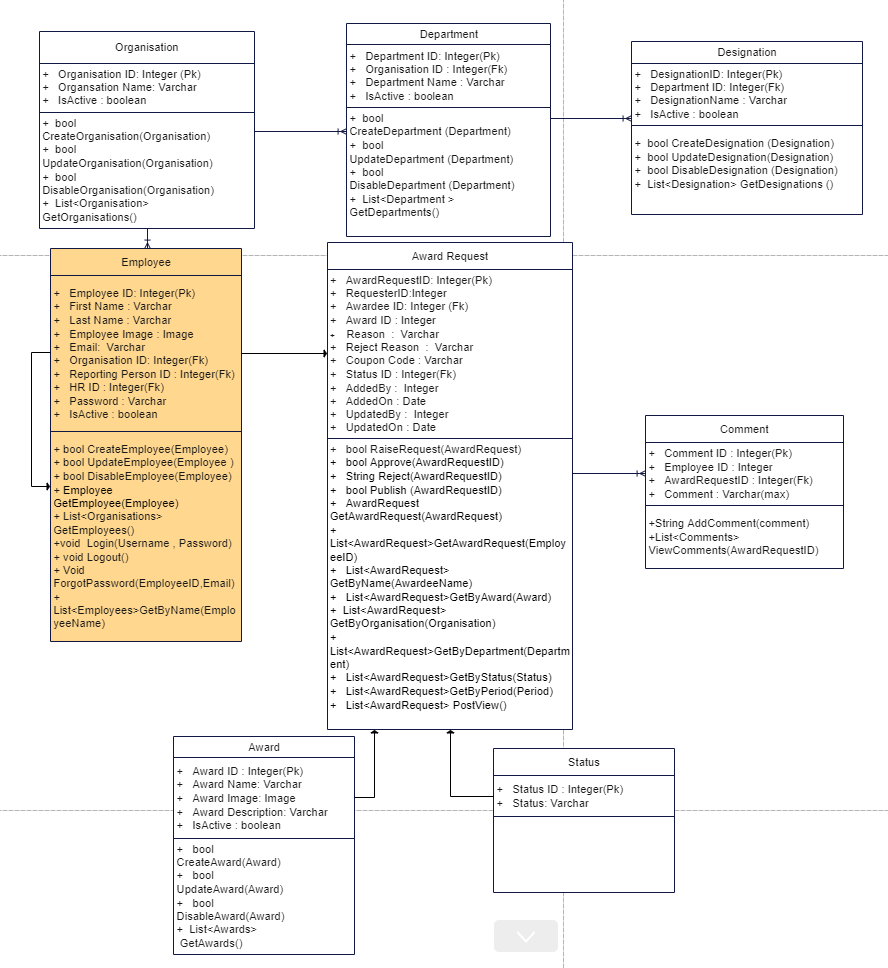 Organisation
+ Organisation ID: Integer (Pk)
+ Organsation Name: Varchar
+ IsActive : boolean
+ bool
CreateOrganisation(Organisation)
+ bool
UpdateOrganisation(Organisation)
+ bool
DisableOrganisation(Organisation)
+ List<Organisation>
GetOrganisations()
Department
+ Department ID: Integer(Pk)
+ Organisation ID : Integer(Fk)
+ Department Name : Varchar
+ IsActive : boolean
+ bool
CreateDepartment (Department)
+ bool
UpdateDepartment (Department)
+ bool
DisableDepartment (Department)
+ List<Department >
GetDepartments()
Designation
+ DesignationID: Integer(Pk)
+ Department ID: Integer(Fk)
+ DesignationName : Varchar
+ IsActive : boolean
+ bool CreateDesignation (Designation)
+ bool UpdateDesignation(Designation)
+ bool DisableDesignation (Designation)
+ List<Designation> GetDesignations ()
Employee
+ Employee ID: Integer(Pk)
+ First Name : Varchar
+ Last Name : Varchar
+ Employee Image : Image
+ Email: Varchar
+ Organisation ID: Integer(Fk)
+ Reporting Person ID : Integer(Fk)
+ HR ID : Integer(Fk)
+ Password : Varchar
+ IsActive : boolean
+ bool CreateEmployee(Employee)
+ bool UpdateEmployee(Employee )
+ bool DisableEmployee(Employee)
+ Employee
GetEmployee(Employee)
+ List<Organisations>
GetEmployees()
+void Login(Username , Password)
+ void Logout()
+ Void
ForgotPassword(EmployeeID,Email)
+
List<Employees>GetByName(Emplo
yeeName)
Award Request
+ AwardRequestID: Integer(Pk)
+ RequesterID:Integer
+ Awardee ID: Integer (Fk)
+ Award ID : Integer
+ Reason : Varchar
+ Reject Reason : Varchar
+ Coupon Code : Varchar
+ Status ID : Integer(Fk)
+ AddedBy : Integer
+ AddedOn : Date
+ UpdatedBy : Integer
+ UpdatedOn : Date
+ bool RaiseRequest(AwardRequest)
+ bool Approve(AwardRequestID)
+ String Reject(AwardRequestID)
+ bool Publish (AwardRequestID)
+ AwardRequest
GetAwardRequest(AwardRequest)
+
List<AwardRequest>GetAwardRequest(Employ
eeID)
+ List<AwardRequest>
GetByName(AwardeeName)
+ List<AwardRequest>GetByAward(Award)
+ List<AwardRequest>
GetByOrganisation(Organisation)
+
List<AwardRequest>GetByDepartment(Departm
ent)
+ List<AwardRequest>GetByStatus(Status)
+ List<AwardRequest>GetByPeriod(Period)
+ List<AwardRequest> PostView()
Comment
+ Comment ID : Integer(Pk)
+ Employee ID : Integer
+ AwardRequestID : Integer(Fk)
+ Comment : Varchar(max)
+String AddComment(comment)
+List<Comments>
ViewComments(AwardRequestID)
Award
+ Award ID : Integer(Pk)
+ Award Name: Varchar
+ Award Image: Image
+ Award Description: Varchar
+ IsActive : boolean
+ bool
CreateAward(Award)
+ bool
UpdateAward(Award)
+ bool
DisableAward(Award)
+ List<Awards>
GetAwards()
Status
+ Status ID : Integer(Pk)
+ Status: Varchar